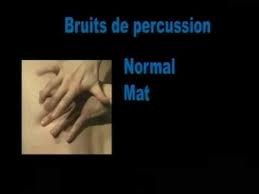 Bruits de percussion
Normal
Mat